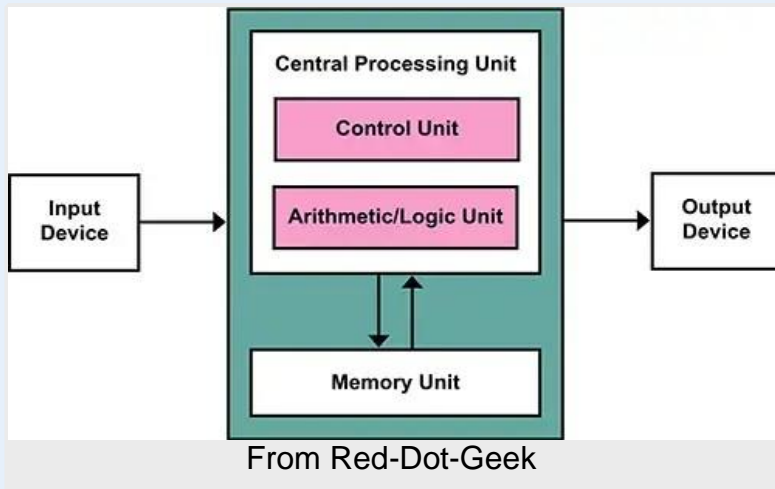 Central Processing Unit
Control Unit
Arithmetic/Logic Unit
Input
Device
Output
Device
Memory Unit
From Red-Dot-Geek